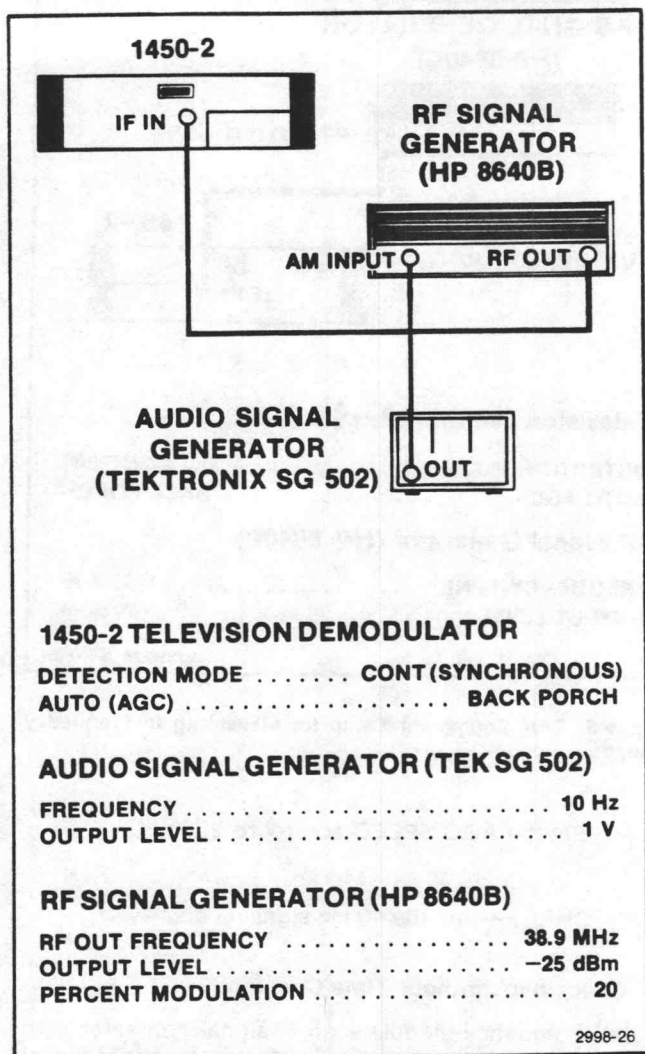 1450-2
IF IN
RF SIGNAL
GENERATOR
(HP 8640B)
AM INPUT
RF OUT
AUDIO SIGNAL
GENERATOR
(TEKTRONIX SG 502)
OUT
1450-2 TELEVISION DEMODULATOR
DETECTION MODE . . . . . . CONT(SYNCHRONOUS)
AUTO (AGC) . . . . . . . . . . . . . . . . . . . BACK PORCH
AUDIO SIGNAL GENERATOR (TEK SG 502)
FREQUENCY . . . . . . . . . . . . . . . . . . . . . . . . . . . 10 Hz
OUTPUT LEVEL . . . . . . . . . . . . . . . . . . . . . . . . . . 1 V
RF SIGNAL GENERATOR (HP 8640B)
RF OUT FREQUENCY . . . . . . . . . . . . . . . . 38.9 MHz
OUTPUT LEVEL . . . . . . . . . . . . . . . . . . . . . . −25 dBm
PERCENT MODULATION . . . . . . . . . . . . . . . . . . 20
2998-26